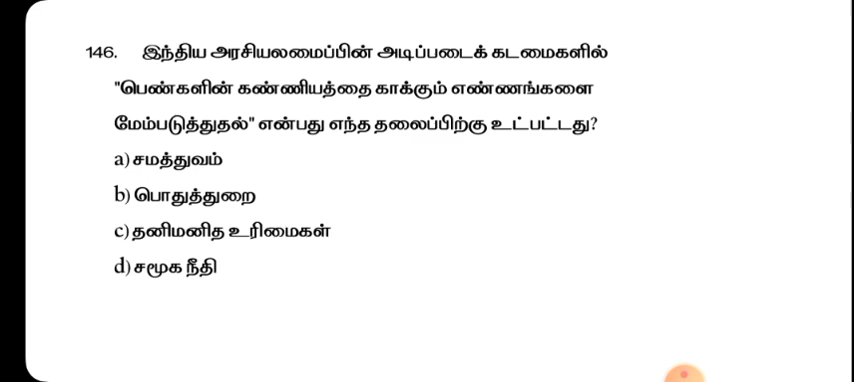 146. இந்திய அரசியலமைப்பின் அடிப்படைக் கடமைகளில்
"பெண்களின் கண்ணியத்தை காக்கும் எண்ணங்களை
மேம்படுத்துதல்" என்பது எந்த தலைப்பிற்கு உட்பட்டது?
a) சமத்துவம்
b) பொதுத்துறை
c) தனிமனித உரிமைகள்
d) சமூக நீதி